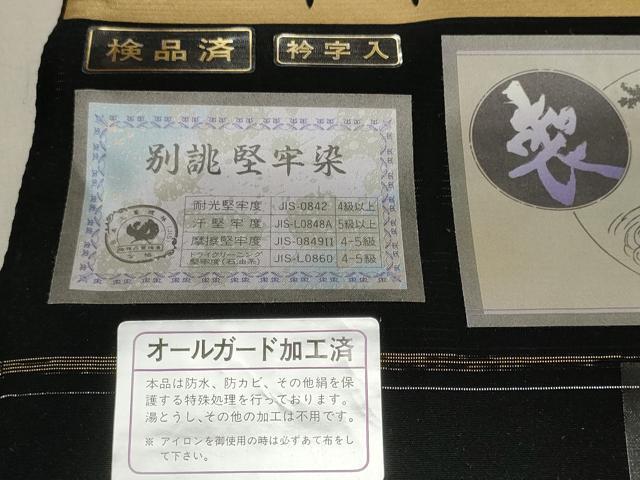 検品済
衿字入
製
別誂堅牢染
耐光堅牢度 JIS-0842 4級以上
汗堅牢度 JIS-L0848A 5級以上
摩擦堅牢度 JIS-0849II 4-5級
ドライクリーニング
堅牢度(石油系) JIS-L0860 4-5級
オールガード加工済
本品は防水、防カビ、その他絹を保
護する特殊処理を行っております。
湯とうし、その他の加工は不用です。
※ アイロンを御使用の時は必ずあて布をし
て下さい。